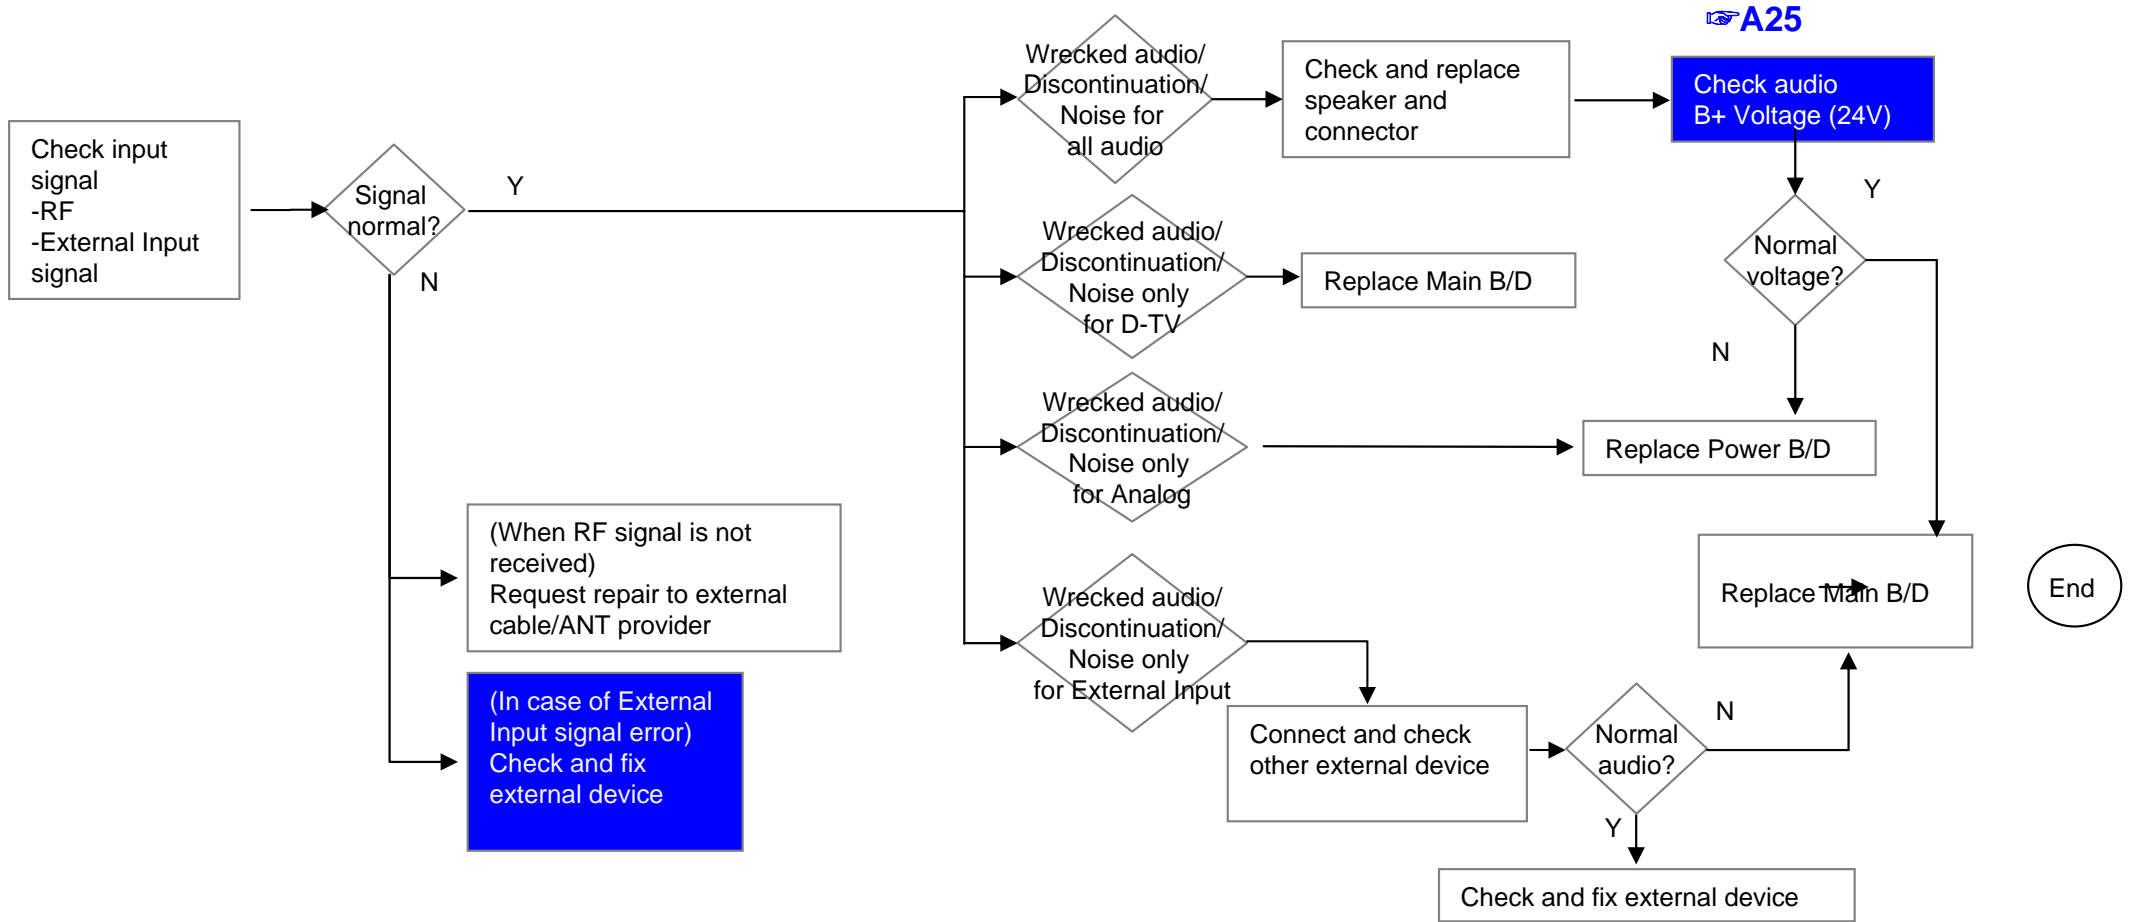 ☞A25
Check input
signal
-RF
-External Input
signal
Signal
normal?
Y
N
(When RF signal is not
received)
Request repair to external
cable/ANT provider
(In case of External
Input signal error)
Check and fix
external device
Wrecked audio/
Discontinuation/
Noise for
all audio
Check and replace
speaker and
connector
Check audio
B+ Voltage (24V)
Normal
voltage?
Y
N
Wrecked audio/
Discontinuation/
Noise only
for D-TV
Replace Main B/D
Wrecked audio/
Discontinuation/
Noise only
for Analog
Replace Power B/D
Replace Main B/D
End
Wrecked audio/
Discontinuation/
Noise only
for External Input
Connect and check
other external device
Normal
audio?
N
Y
Check and fix external device